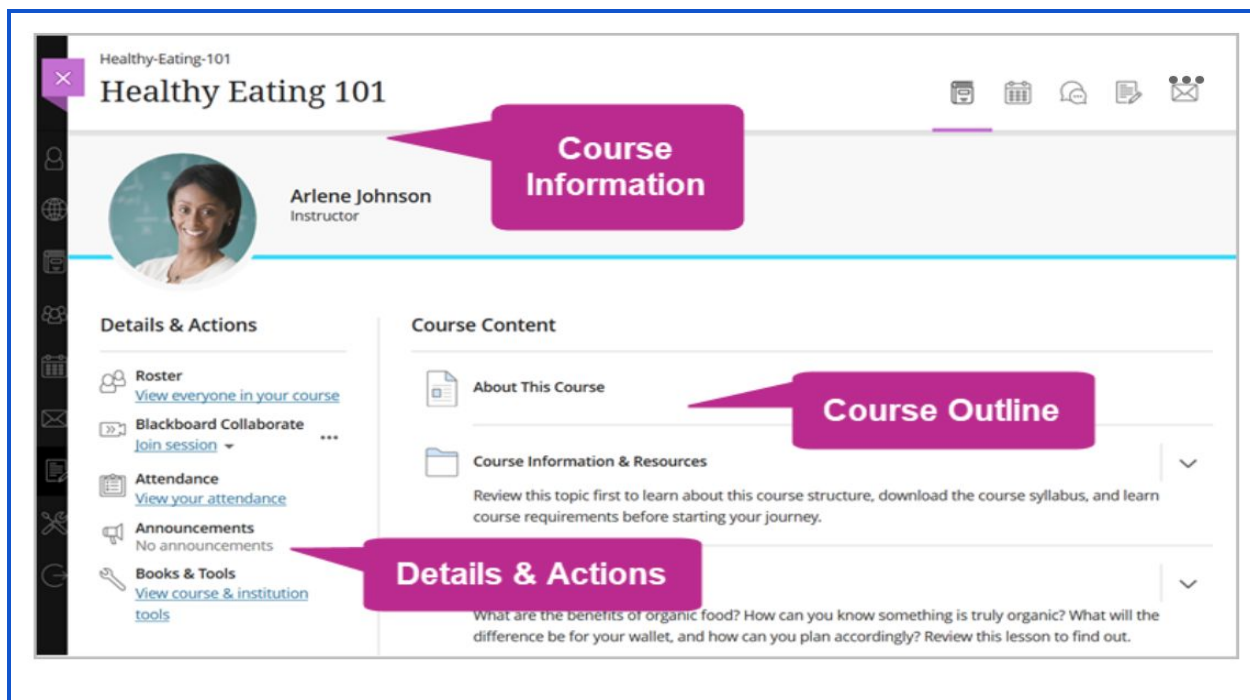 Healthy-Eating-101
Healthy Eating 101
Course
Information
Arlene Johnson
Instructor
Details & Actions
Roster
View everyone in your course
Blackboard Collaborate
Join session
Attendance
View your attendance
Announcements
No announcements
Books & Tools
View course & institution
tools
Course Content
About This Course
Course Outline
Course Information & Resources
Review this topic first to learn about this course structure, download the course syllabus, and learn
course requirements before starting your journey.
Details & Actions
What are the benefits of organic food? How can you know something is truly organic? What will the
difference be for your wallet, and how can you plan accordingly? Review this lesson to find out.